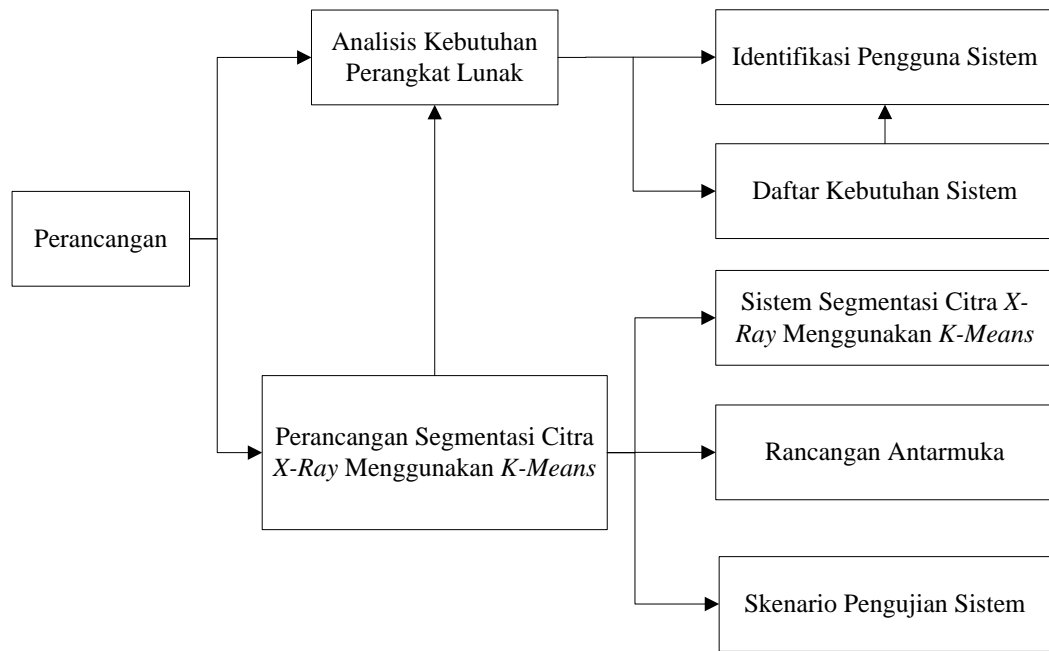 Analisis Kebutuhan
Perangkat Lunak
Identifikasi Pengguna Sistem
Daftar Kebutuhan Sistem
Perancangan
Sistem Segmentasi Citra X-
Ray Menggunakan K-Means
Perancangan Segmentasi Citra
X-Ray Menggunakan K-Means
Rancangan Antarmuka
Skenario Pengujian Sistem